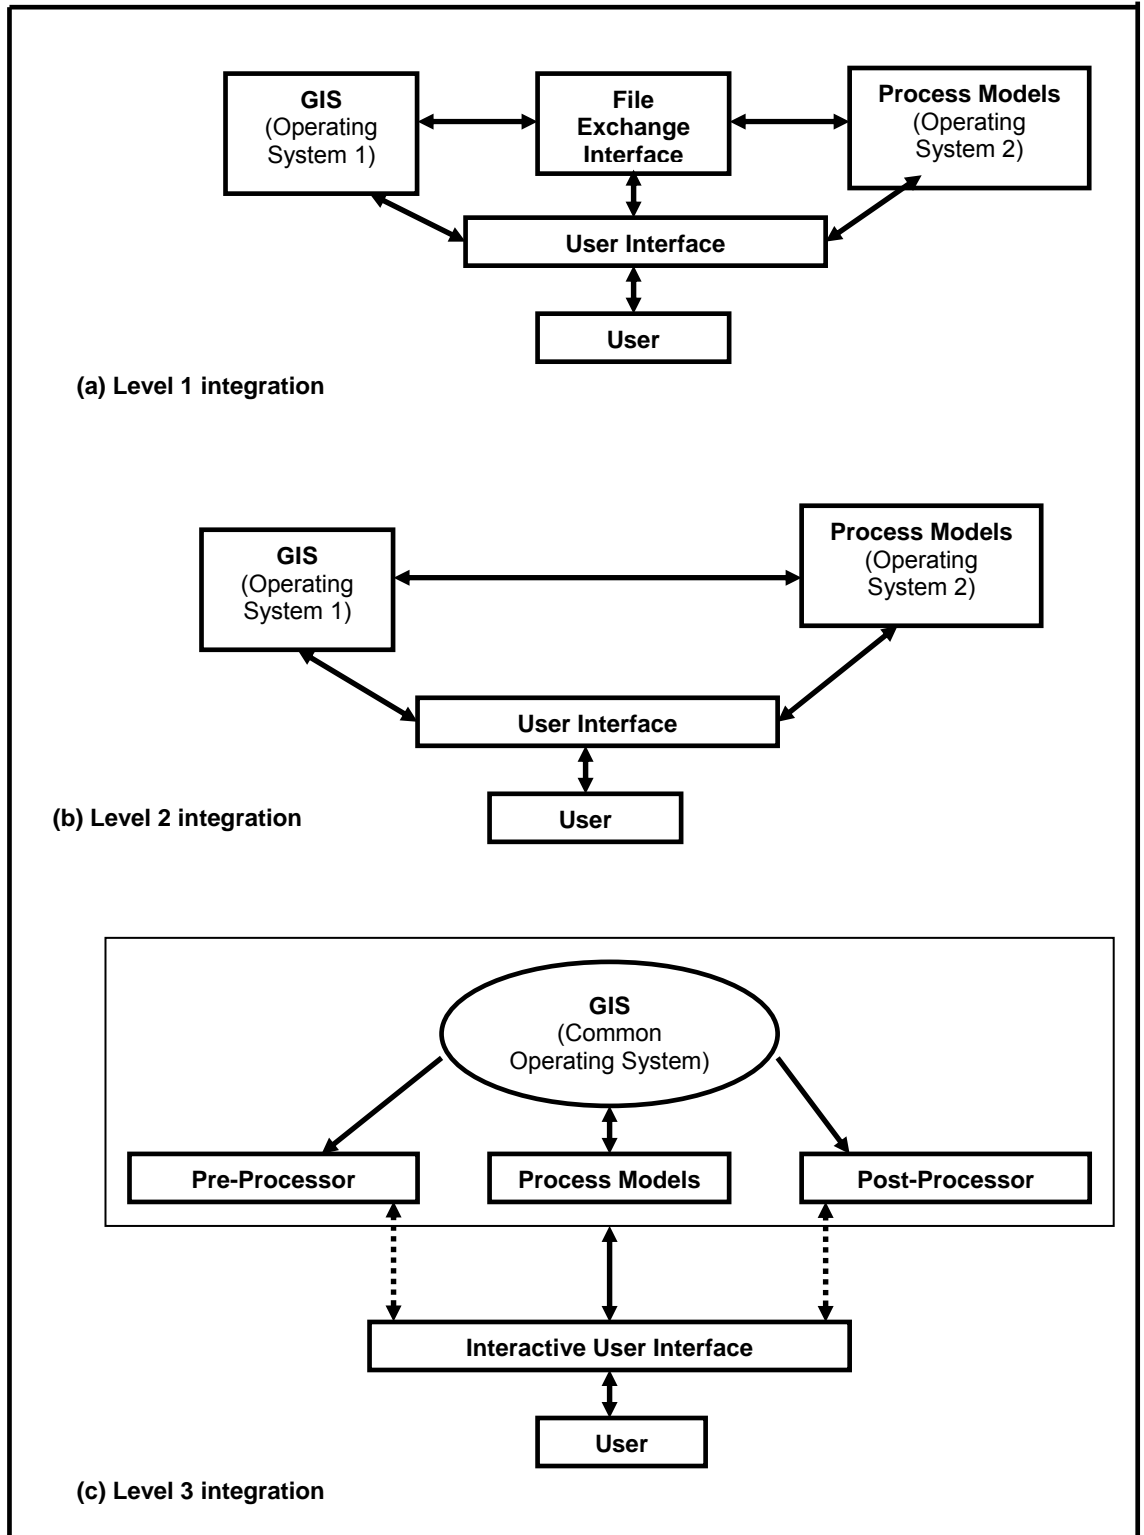 GIS
(Operating
System 1)
File
Exchange
Interface
Process Models
(Operating
System 2)
User Interface
User
(a) Level 1 integration
GIS
(Operating
System 1)
Process Models
(Operating
System 2)
User Interface
User
(b) Level 2 integration
GIS
(Common
Operating System)
Pre-Processor
Process Models
Post-Processor
Interactive User Interface
User
(c) Level 3 integration